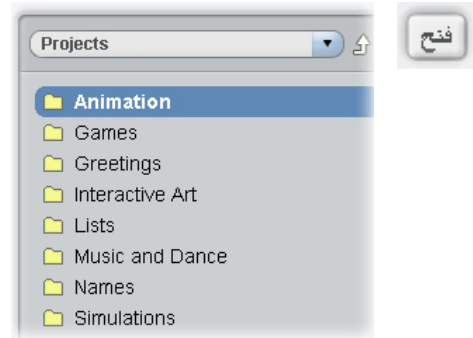 Projects
فتح
Animation
Games
Greetings
Interactive Art
Lists
Music and Dance
Names
Simulations